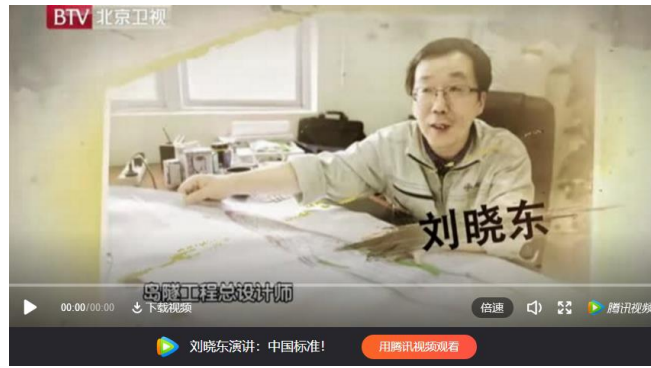 BTV 北京卫视
刘晓东
岛隧工程总设计师
00:00/00:00 下载视频 倍速 腾讯视频
刘晓东演讲：中国标准！ 用腾讯视频观看